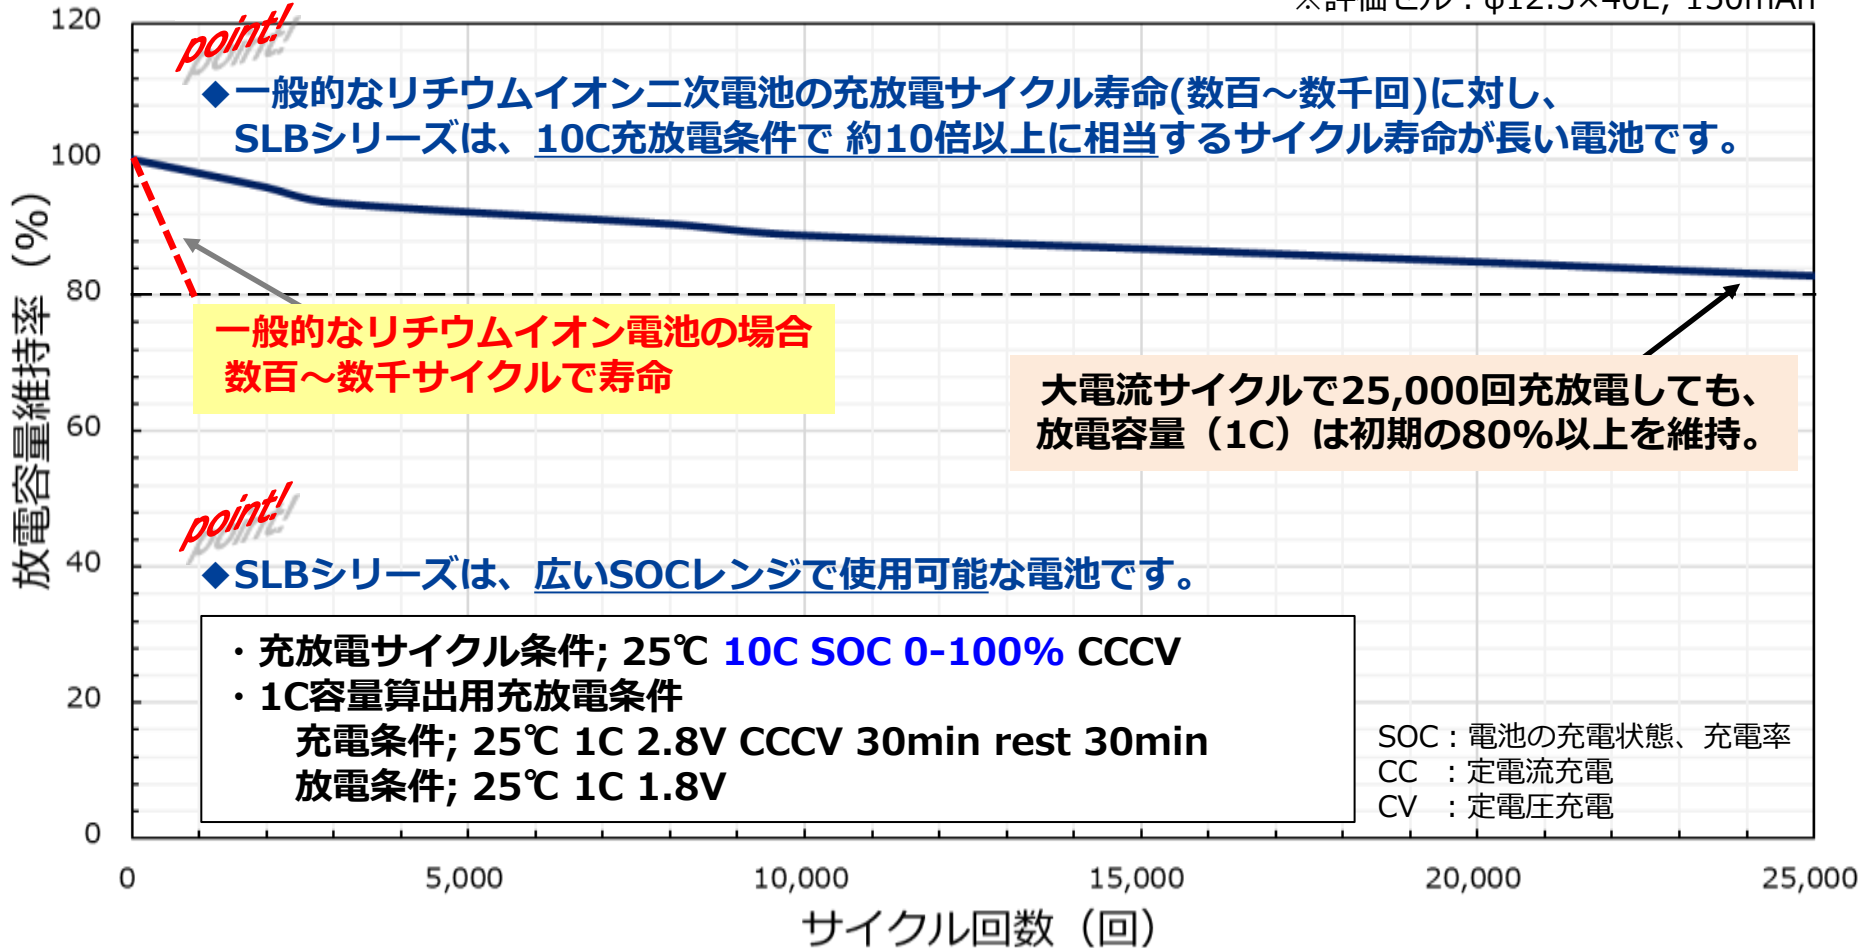 ※評価セル：φ12.5×40L, 150mAh
point!
◆一般的なリチウムイオン二次電池の充放電サイクル寿命(数百～数千回)に対し、
SLBシリーズは、10C充放電条件で 約10倍以上に相当するサイクル寿命が長い電池です。
一般的なリチウムイオン電池の場合
数百～数千サイクルで寿命
大電流サイクルで25,000回充放電しても、
放電容量（1C）は初期の80%以上を維持。
point!
◆SLBシリーズは、広いSOCレンジで使用可能な電池です。
・充放電サイクル条件; 25℃ 10C SOC 0-100% CCCV
・1C容量算出用充放電条件
充電条件; 25℃ 1C 2.8V CCCV 30min rest 30min
放電条件; 25℃ 1C 1.8V
SOC：電池の充電状態、充電率
CC ：定電流充電
CV ：定電圧充電
放電容量維持率（%）
120
100
80
60
40
20
0
0 5,000 10,000 15,000 20,000 25,000
サイクル回数（回）